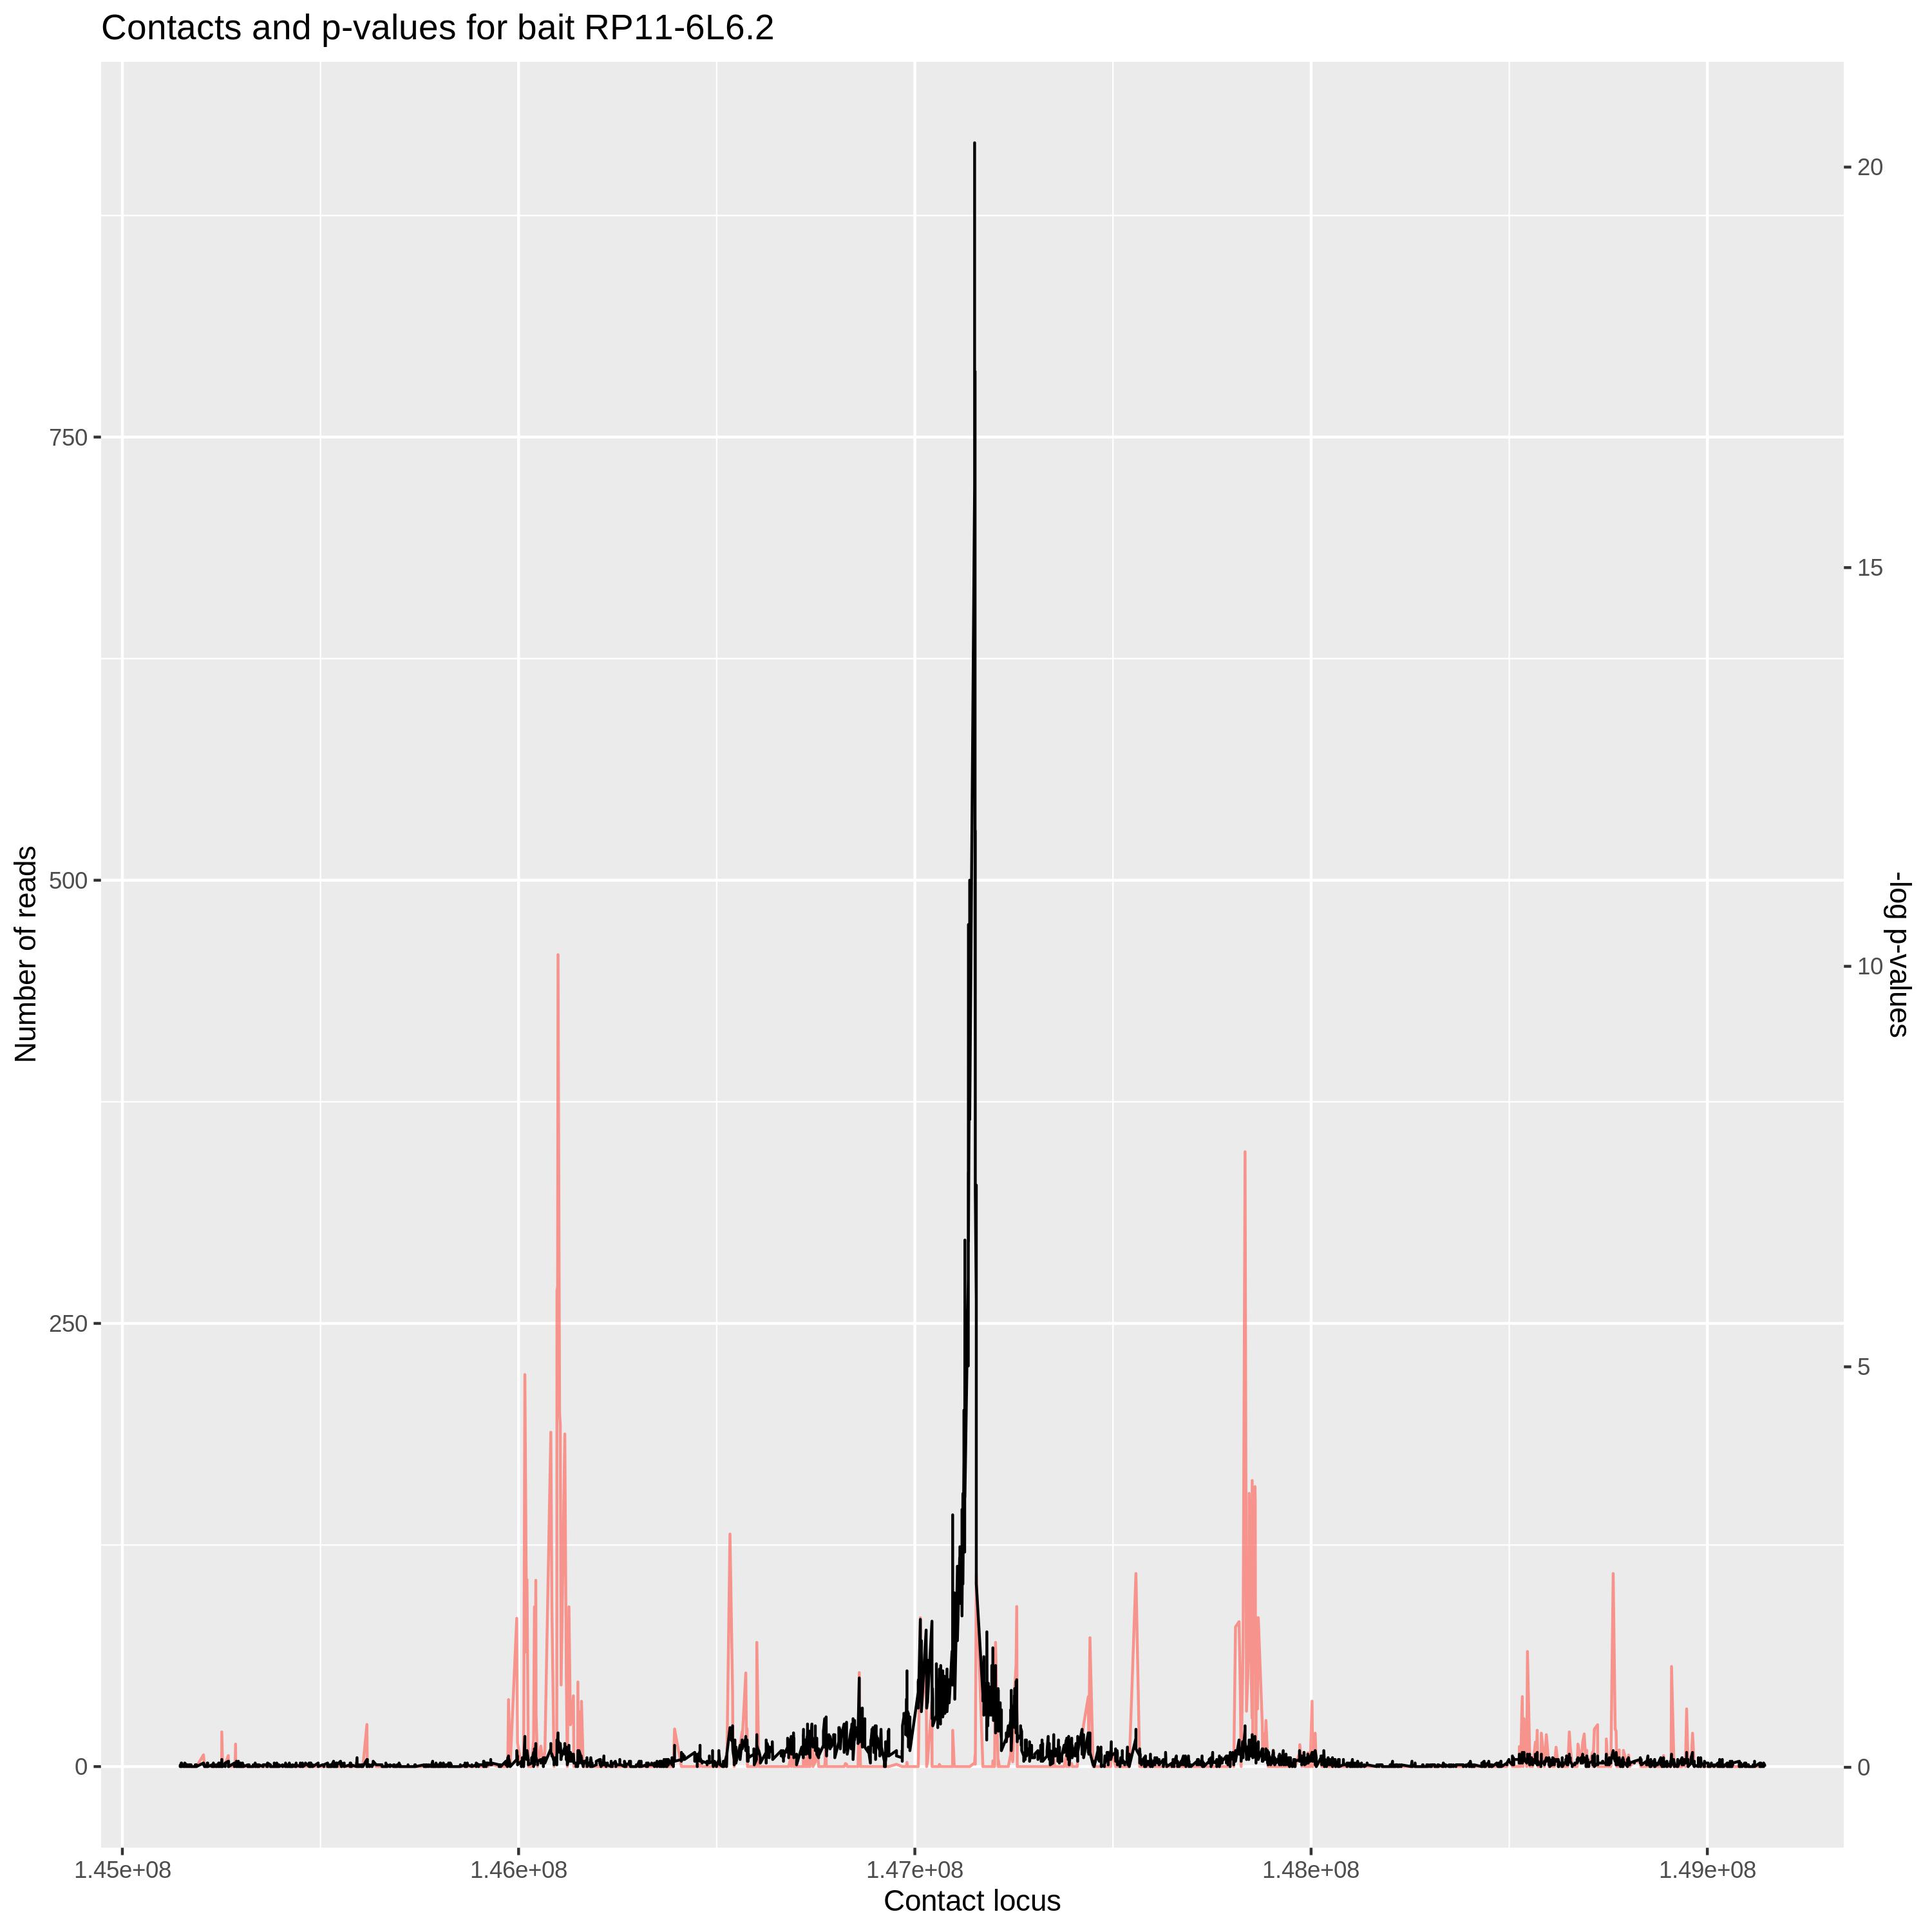 Contacts and p-values for bait RP11-6L6.2
Number of reads
750
500
250
0
20
15
10
5
0
-log p-values
1.45e+08 1.46e+08 1.47e+08 1.48e+08 1.49e+08
Contact locus